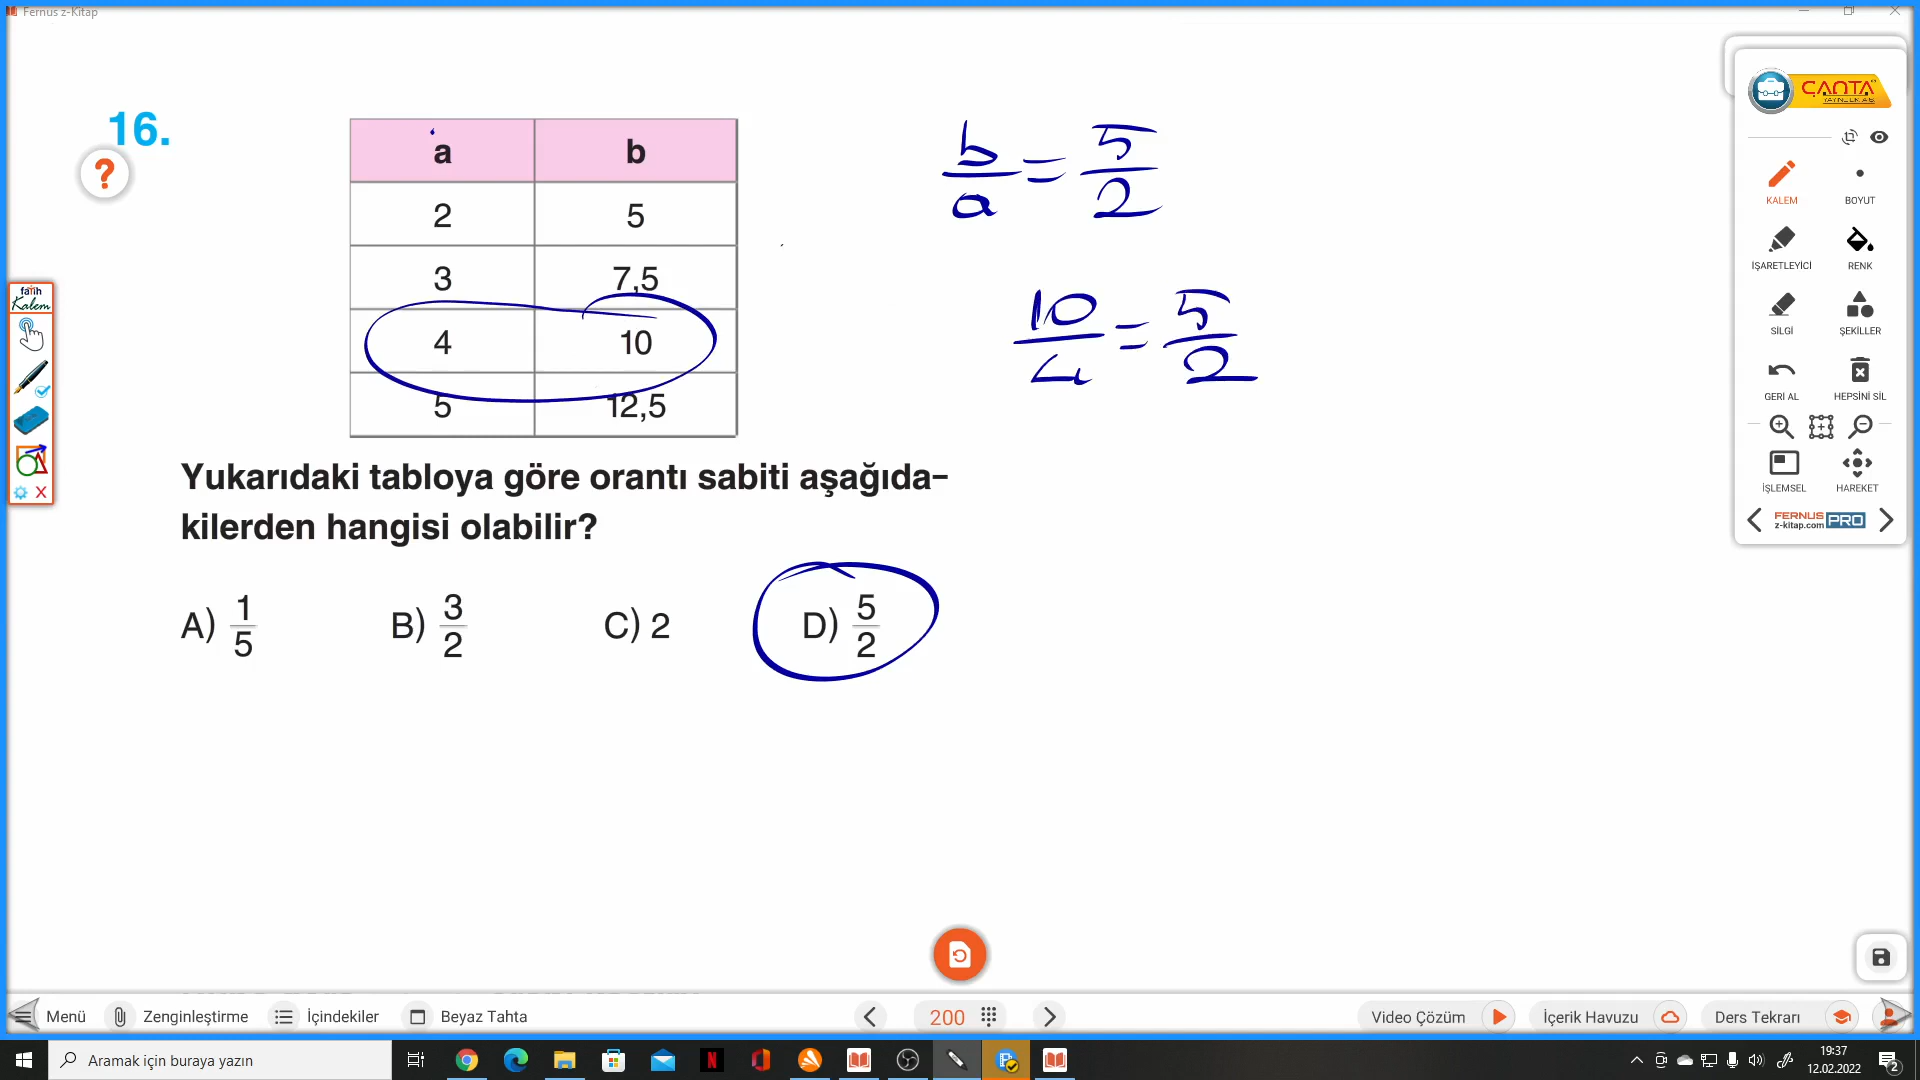 Fernus z-Kitap
16.
?
a b
2 5
3 7,5
4 10
5 12,5
b/a = 5/2
10/4 = 5/2
Yukarıdaki tabloya göre orantı sabiti aşağıda-
kilerden hangisi olabilir?
A) 1/5 B) 3/2 C) 2 D) 5/2
fatih
Kalem
ÇANTA
YAYINLARI
KALEM BOYUT
İŞARETLEYİCİ RENK
SİLGİ ŞEKİLLER
GERİ AL HEPSİNİ SİL
İŞLEMSEL HAREKET
FERNUS
z-kitap.com PRO
Menü Zenginleştirme İçindekiler Beyaz Tahta 200 Video Çözüm İçerik Havuzu Ders Tekrarı
Aramak için buraya yazın
19:37
12.02.2022
2